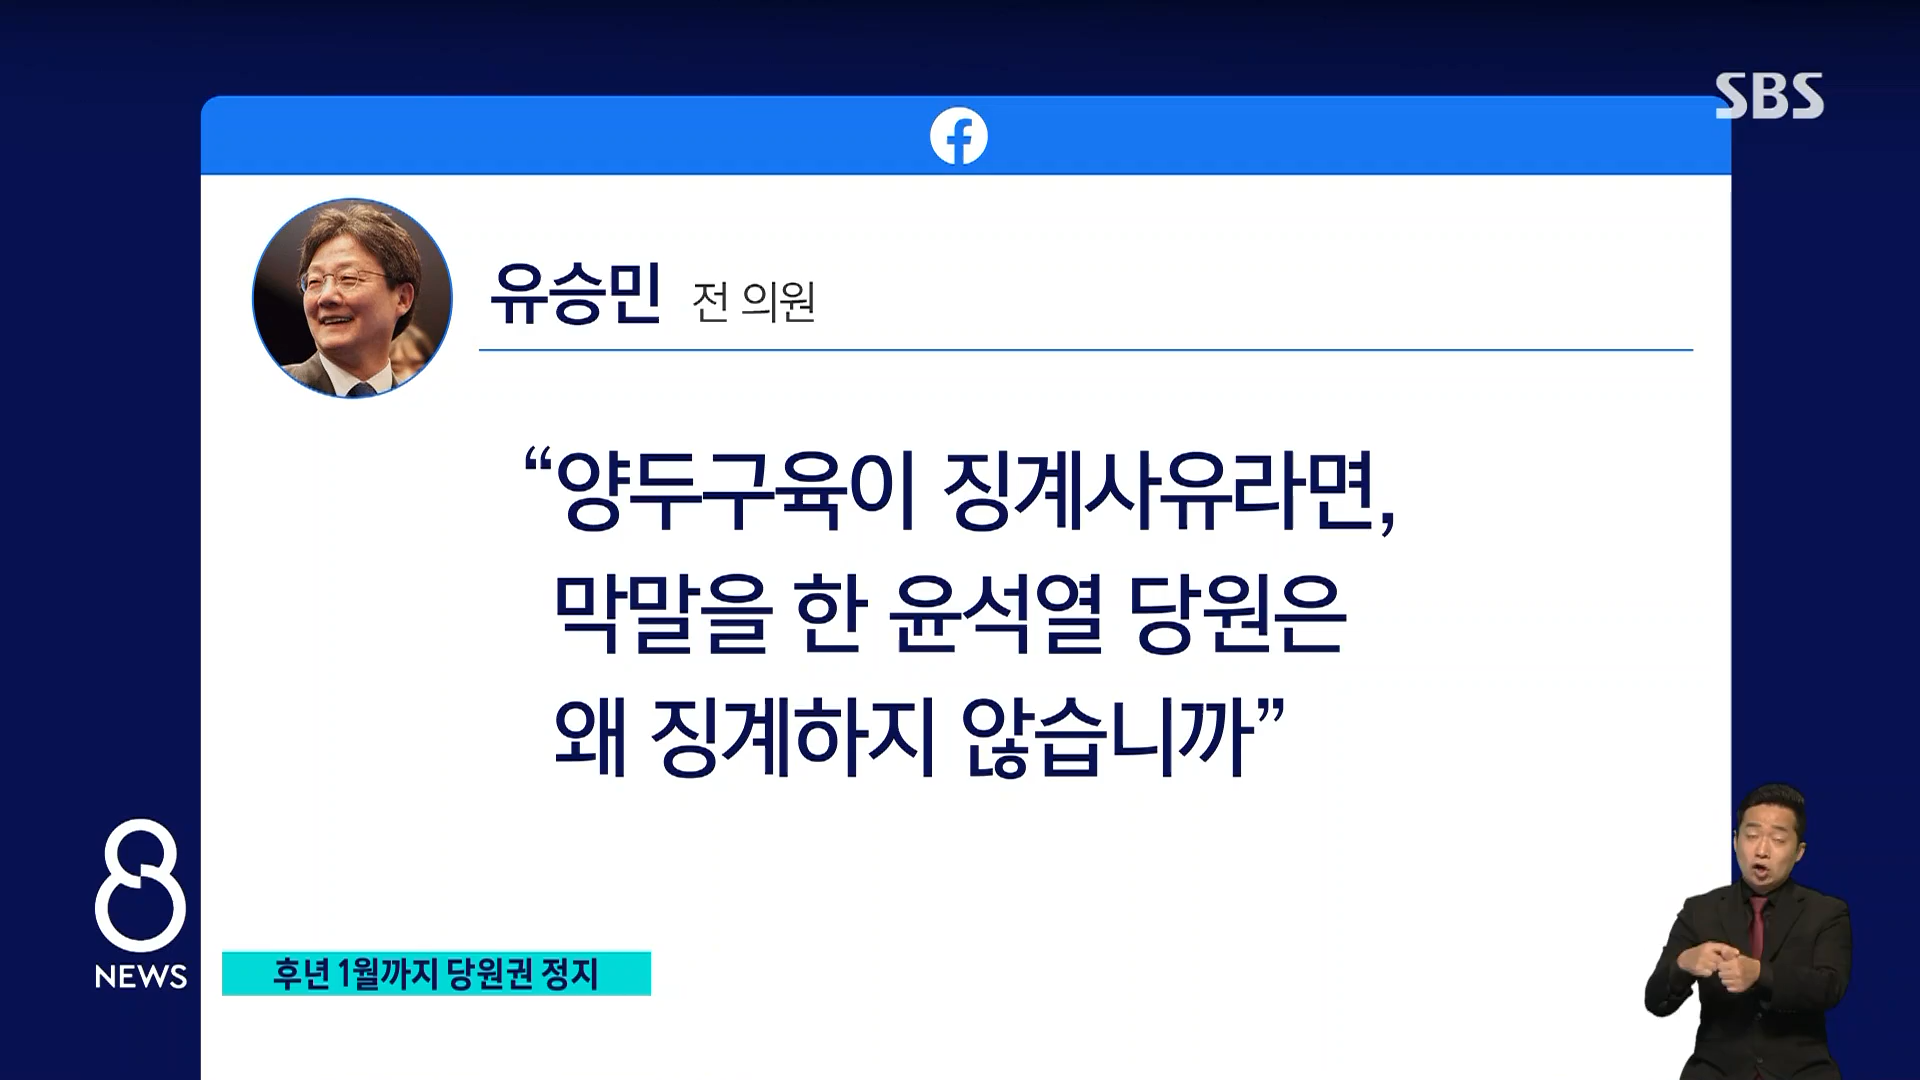 SBS
유승민 전 의원
“양두구육이 징계사유라면,
막말을 한 윤석열 당원은
왜 징계하지 않습니까”
8
NEWS
후년 1월까지 당원권 정지